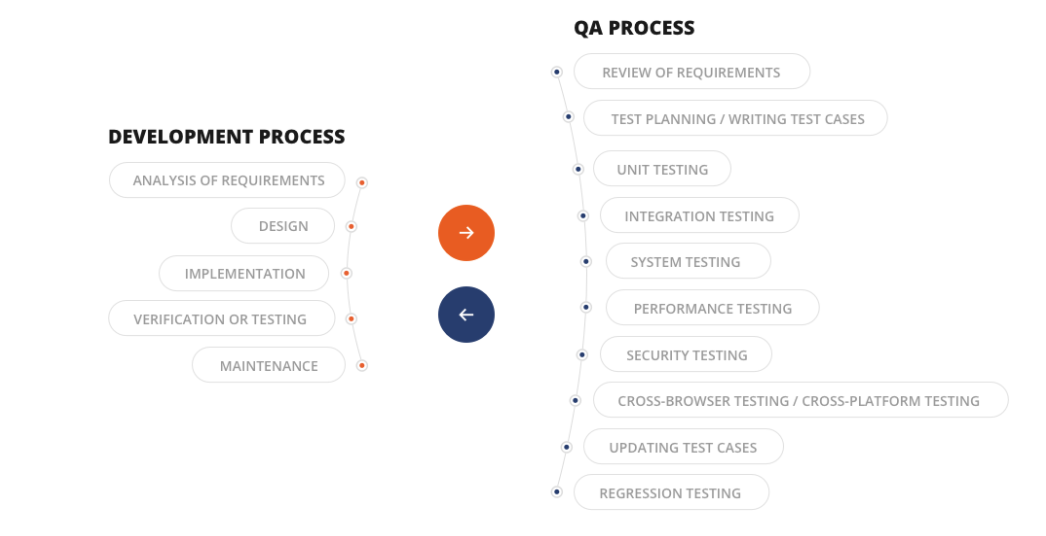 DEVELOPMENT PROCESS
ANALYSIS OF REQUIREMENTS
DESIGN
IMPLEMENTATION
VERIFICATION OR TESTING
MAINTENANCE
QA PROCESS
REVIEW OF REQUIREMENTS
TEST PLANNING / WRITING TEST CASES
UNIT TESTING
INTEGRATION TESTING
SYSTEM TESTING
PERFORMANCE TESTING
SECURITY TESTING
CROSS-BROWSER TESTING / CROSS-PLATFORM TESTING
UPDATING TEST CASES
REGRESSION TESTING